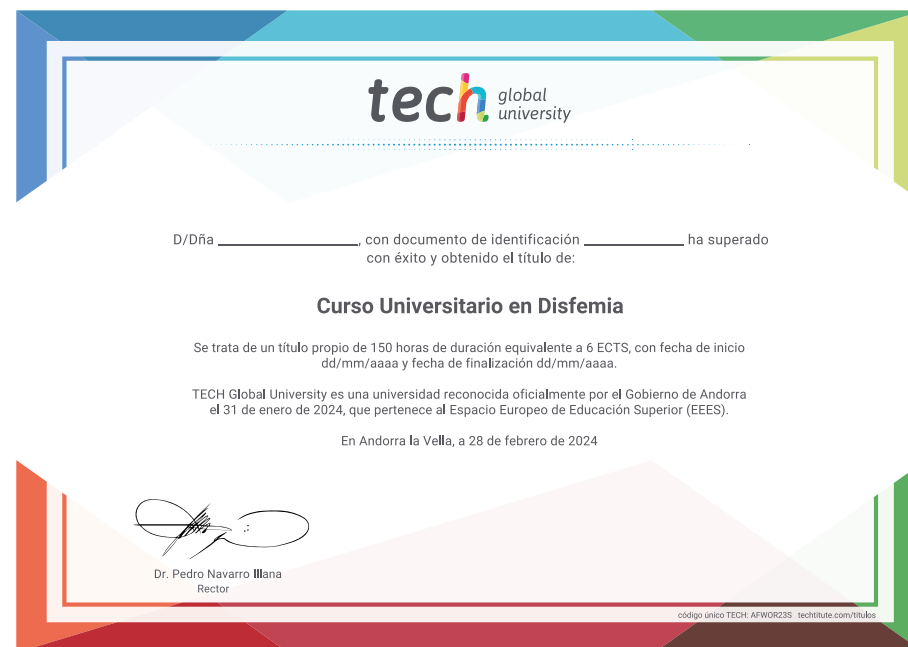 tech global university
D/Dña ____________________, con documento de identificación ______________ ha superado
con éxito y obtenido el título de:
Curso Universitario en Disfemia
Se trata de un título propio de 150 horas de duración equivalente a 6 ECTS, con fecha de inicio
dd/mm/aaaa y fecha de finalización dd/mm/aaaa.
TECH Global University es una universidad reconocida oficialmente por el Gobierno de Andorra
el 31 de enero de 2024, que pertenece al Espacio Europeo de Educación Superior (EEES).
En Andorra la Vella, a 28 de febrero de 2024
Dr. Pedro Navarro Illana
Rector
código único TECH: AFWOR23S techtitute.com/titulos